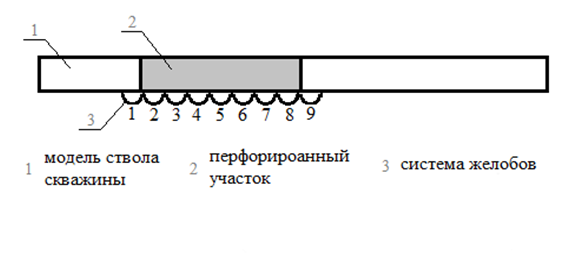 1
2
3
1 2 3 4 5 6 7 8 9
1 модель ствола скважины
2 перфорироанный участок
3 система желобов